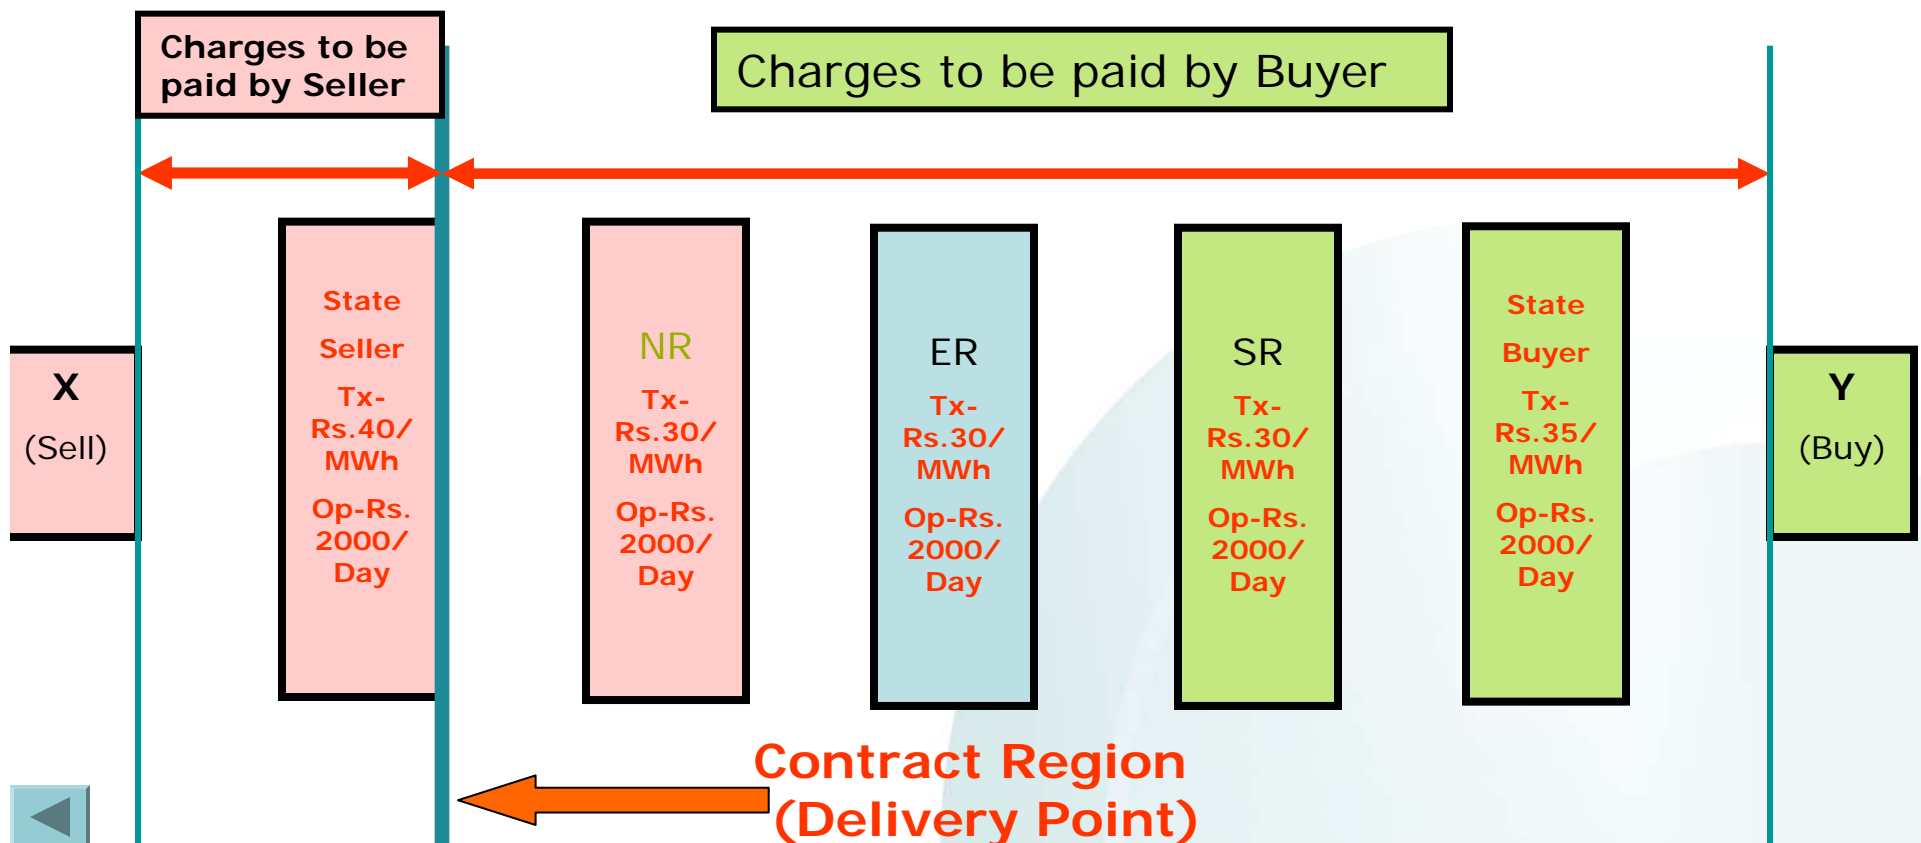 Charges to be
paid by Seller
Charges to be paid by Buyer
X
(Sell)
State
Seller
Tx-
Rs.40/
MWh
Op-Rs.
2000/
Day
NR
Tx-
Rs.30/
MWh
Op-Rs.
2000/
Day
ER
Tx-
Rs.30/
MWh
Op-Rs.
2000/
Day
SR
Tx-
Rs.30/
MWh
Op-Rs.
2000/
Day
State
Buyer
Tx-
Rs.35/
MWh
Op-Rs.
2000/
Day
Y
(Buy)
Contract Region
(Delivery Point)